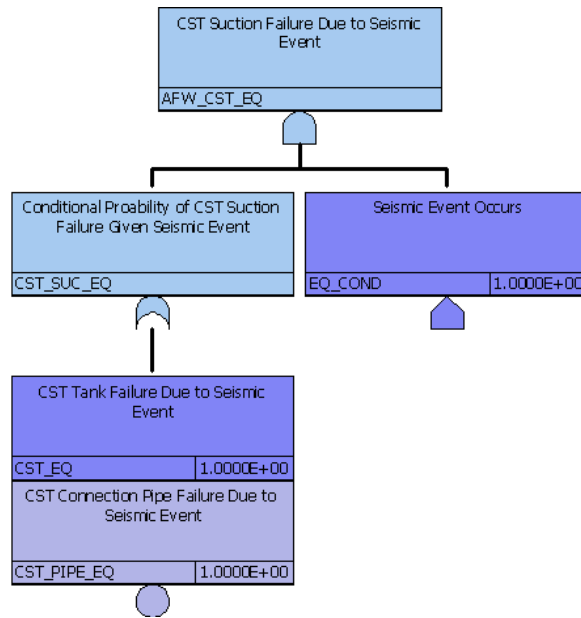 CST Suction Failure Due to Seismic
Event
AFW_CST_EQ
Conditional Proability of CST Suction
Failure Given Seismic Event
CST_SUC_EQ
Seismic Event Occurs
EQ_COND 1.0000E+00
CST Tank Failure Due to Seismic
Event
CST_EQ 1.0000E+00
CST Connection Pipe Failure Due to
Seismic Event
CST_PIPE_EQ 1.0000E+00